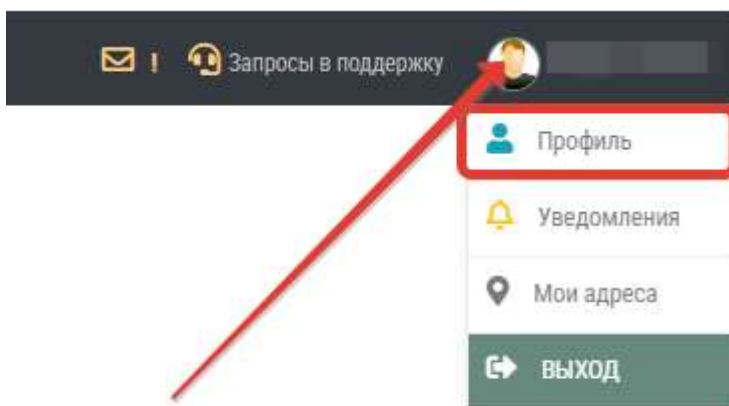 ! Запросы в поддержку
Профиль
Уведомления
Мои адреса
ВЫХОД